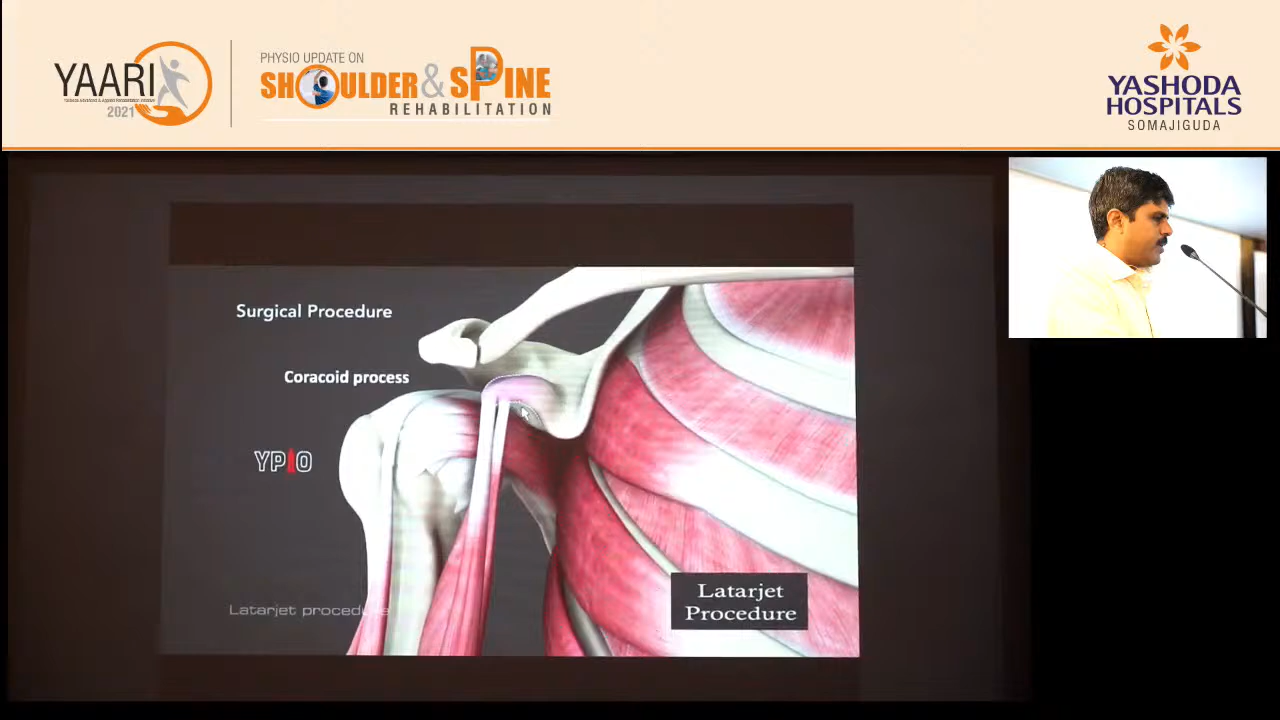 YAARI
2021
PHYSIO UPDATE ON
SHOULDER & SPINE
REHABILITATION
YASHODA
HOSPITALS
SOMAJIGUDA
Surgical Procedure
Coracoid process
YPIO
Latarjet procedure
Latarjet
Procedure